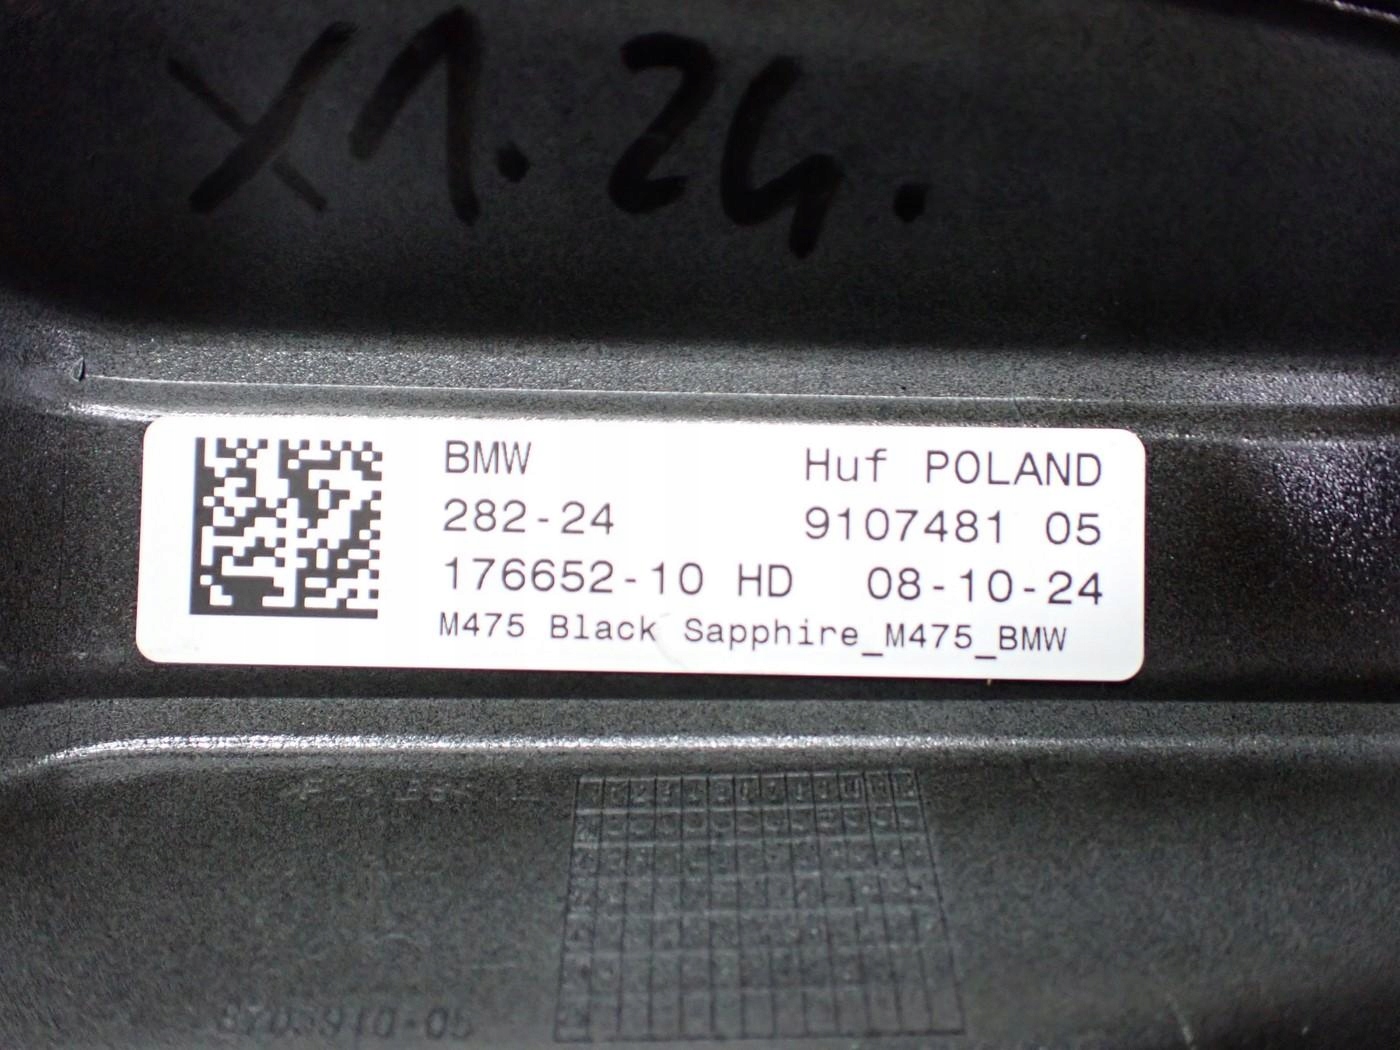 X1.24.
BMW Huf POLAND
282-24 9107481 05
176652-10 HD 08-10-24
M475 Black Sapphire_M475_BMW